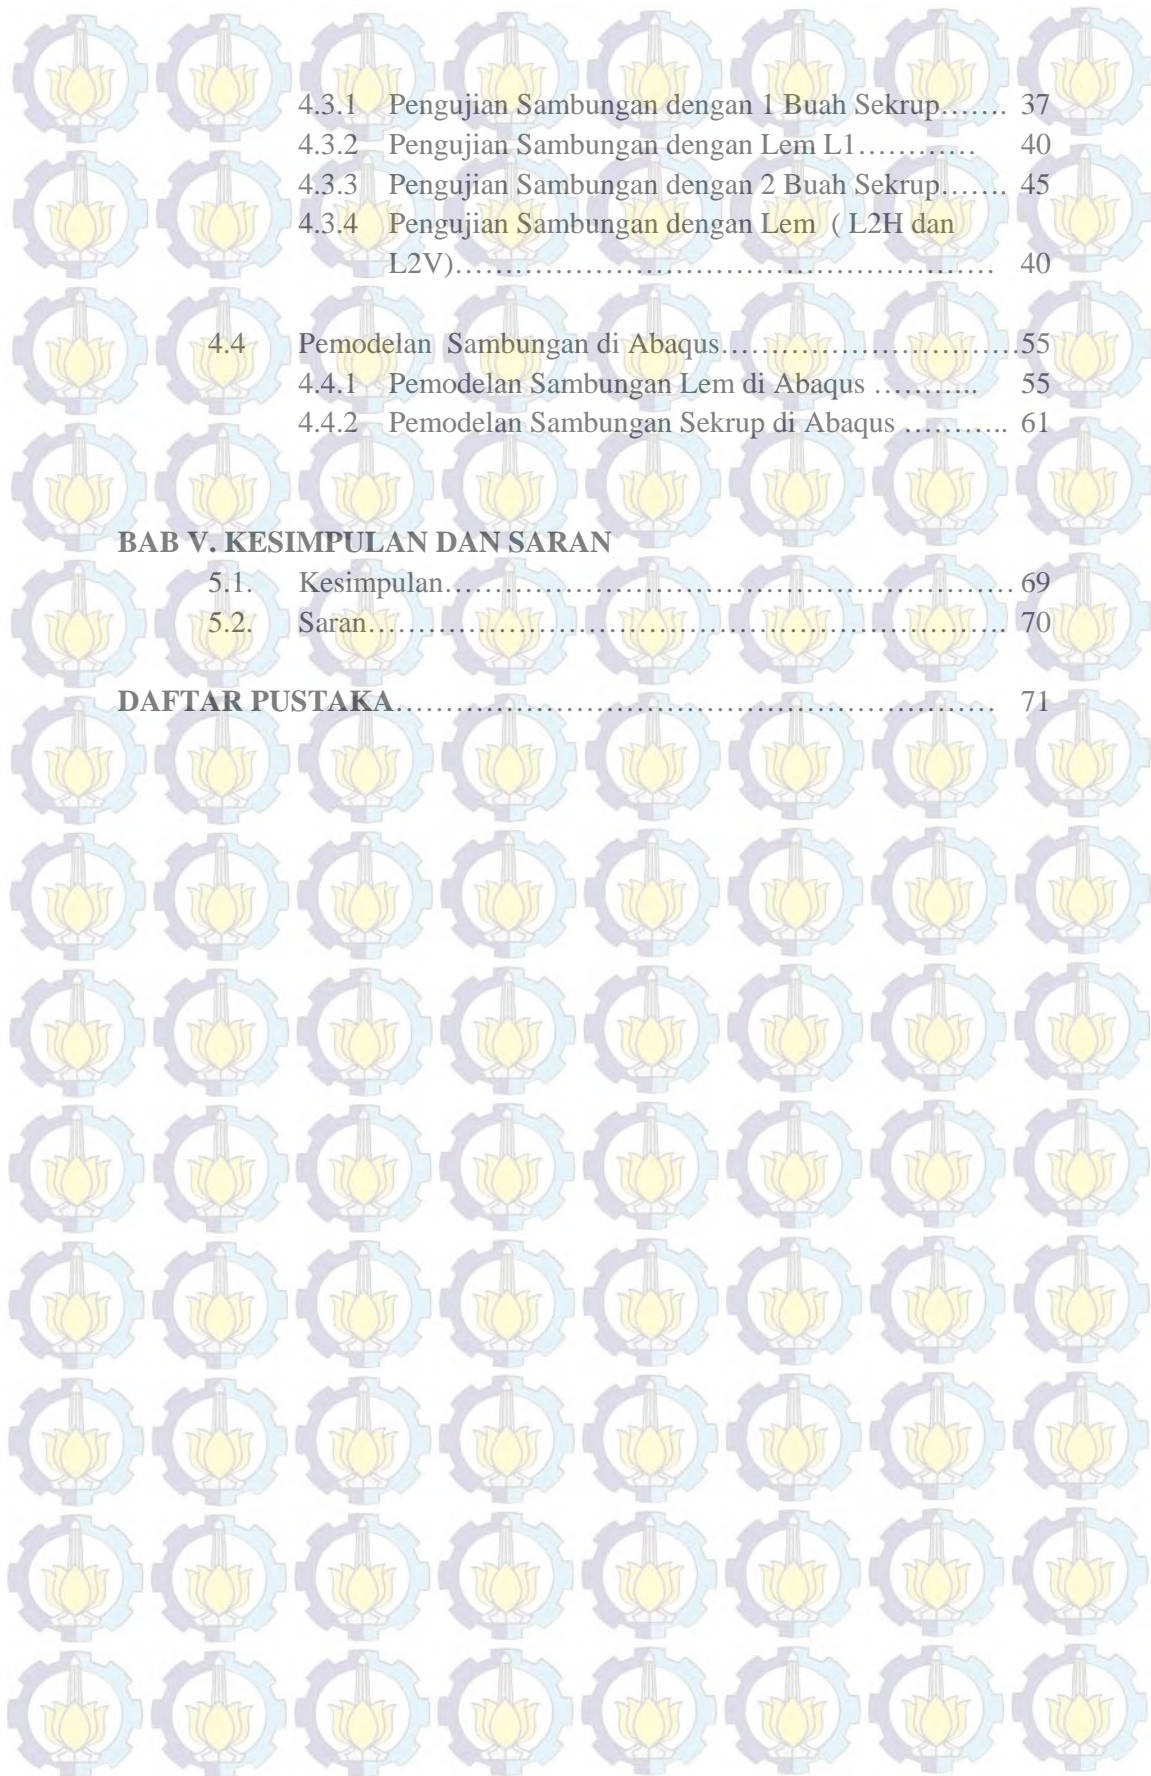 4.3.1 Pengujian Sambungan dengan 1 Buah Sekrup……. 37
4.3.2 Pengujian Sambungan dengan Lem L1………… 40
4.3.3 Pengujian Sambungan dengan 2 Buah Sekrup……. 45
4.3.4 Pengujian Sambungan dengan Lem ( L2H dan
L2V)……………………………………………… 40
4.4 Pemodelan Sambungan di Abaqus…………………………55
4.4.1 Pemodelan Sambungan Lem di Abaqus ……….. 55
4.4.2 Pemodelan Sambungan Sekrup di Abaqus ……….. 61
BAB V. KESIMPULAN DAN SARAN
5.1. Kesimpulan………………………………………………… 69
5.2. Saran………………………………………………………. 70
DAFTAR PUSTAKA…………………………………………………… 71